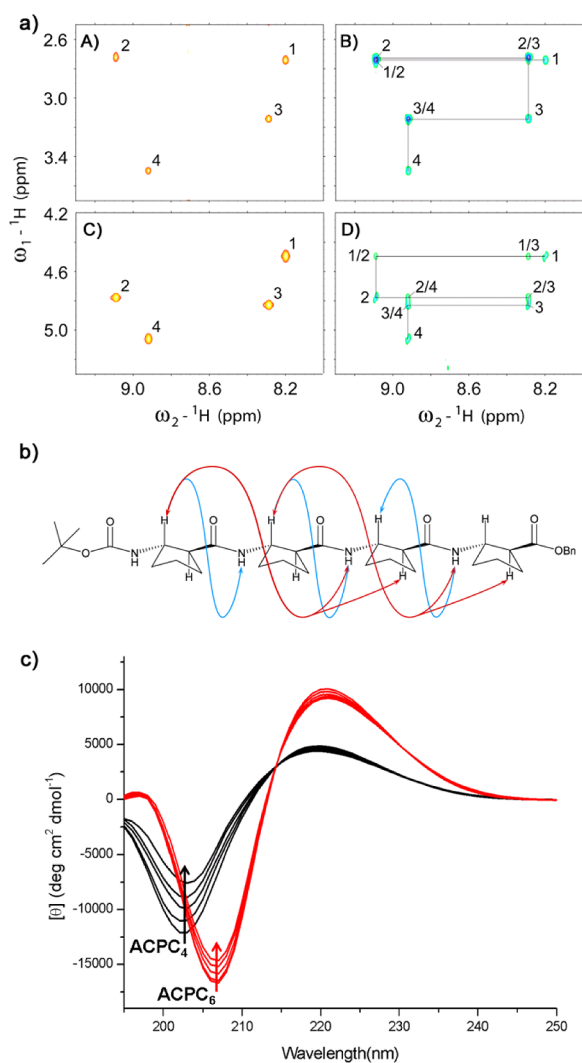 a)
A) 2 1 3 4
B) 2 2/3 1/2 1 3/4 3 4
2.6
3.0
3.4
C) 1 2 3 4
D) 1/2 1/3 1 2/4 2/3 2 3 3/4 4
4.2
4.6
5.0
ω1 - 1H (ppm)
9.0 8.6 8.2 9.0 8.6 8.2
ω2 - 1H (ppm) ω2 - 1H (ppm)
b)
H H H H
O O O O O
O N N N N OBn
H H H H
H H H H
c)
10000
5000
0
-5000
-10000
-15000
[θ] (deg cm2 dmol-1)
ACPC4
ACPC6
200 210 220 230 240 250
Wavelength(nm)